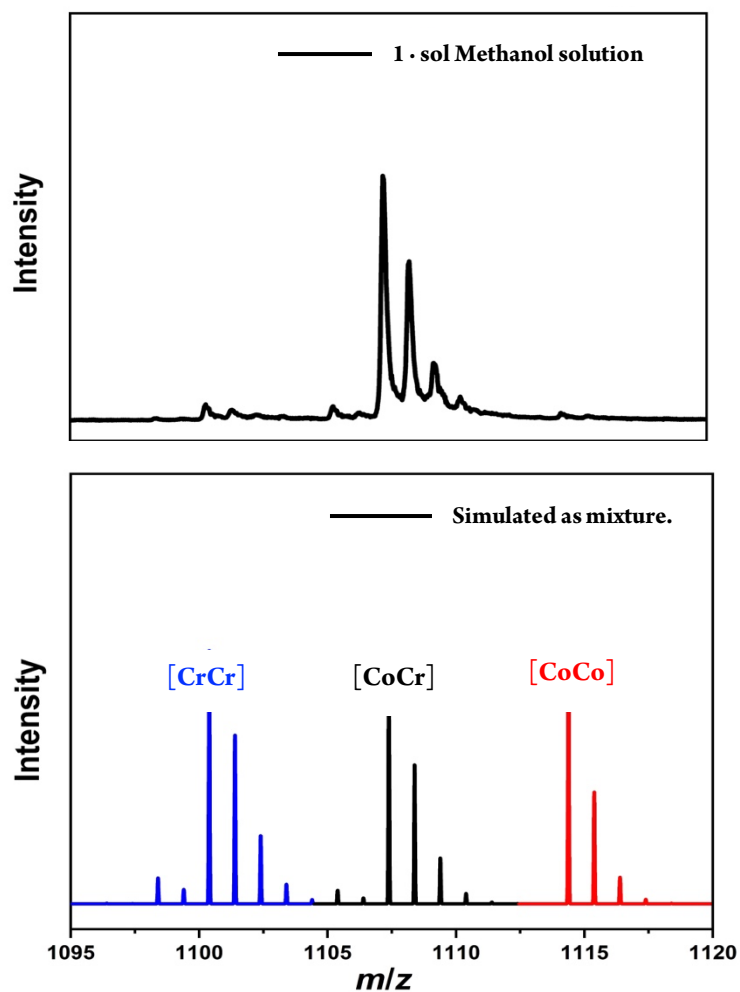 1 · sol Methanol solution
Intensity
Simulated as mixture.
[CrCr]
[CoCr]
[CoCo]
Intensity
1095
1100
1105
1110
1115
1120
m/z